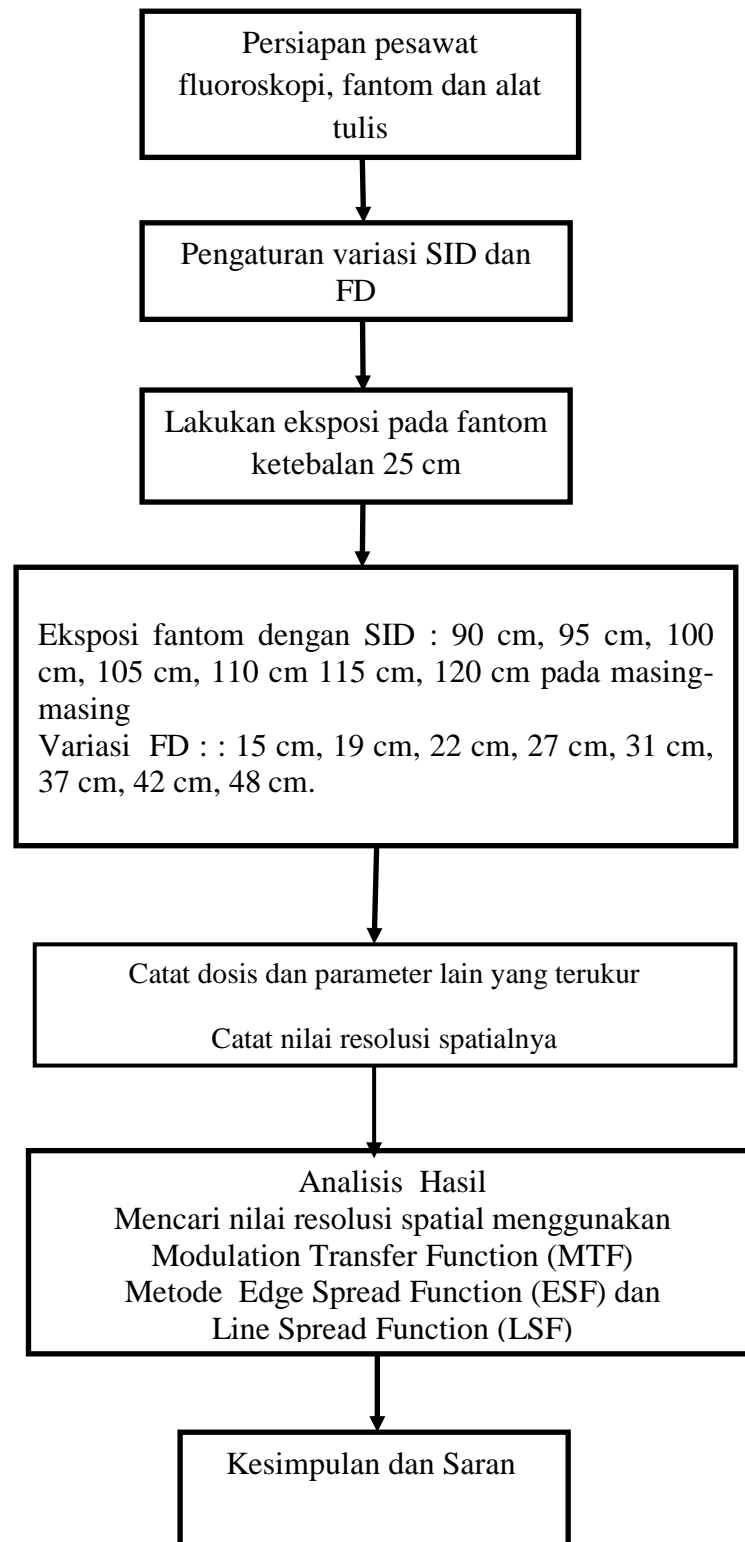 Persiapan pesawat
fluoroskopi, fantom dan alat
tulis
Pengaturan variasi SID dan
FD
Lakukan eksposi pada fantom
ketebalan 25 cm
Eksposi fantom dengan SID : 90 cm, 95 cm, 100
cm, 105 cm, 110 cm 115 cm, 120 cm pada masing-
masing
Variasi FD : : 15 cm, 19 cm, 22 cm, 27 cm, 31 cm,
37 cm, 42 cm, 48 cm.
Catat dosis dan parameter lain yang terukur
Catat nilai resolusi spatialnya
Analisis Hasil
Mencari nilai resolusi spatial menggunakan
Modulation Transfer Function (MTF)
Metode Edge Spread Function (ESF) dan
Line Spread Function (LSF)
Kesimpulan dan Saran